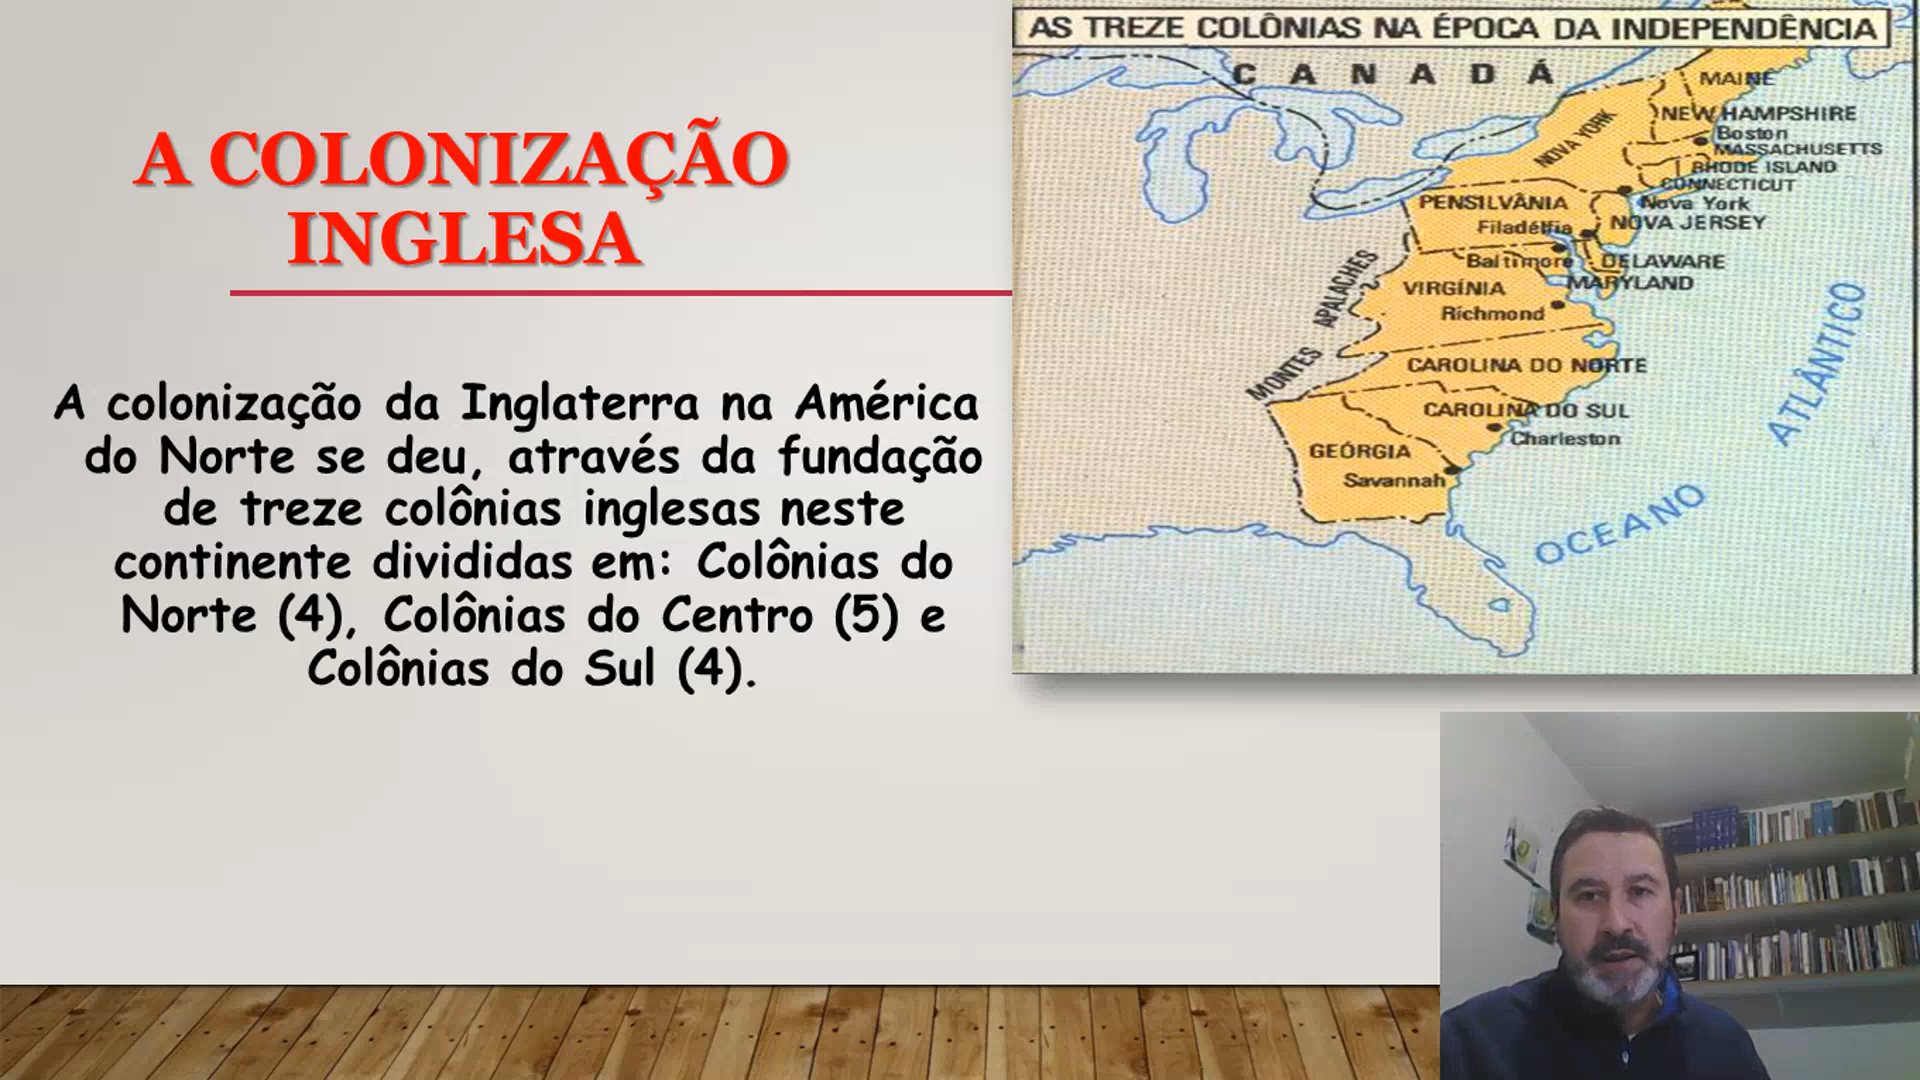 A COLONIZAÇÃO
INGLESA
A colonização da Inglaterra na América
do Norte se deu, através da fundação
de treze colônias inglesas neste
continente divididas em: Colônias do
Norte (4), Colônias do Centro (5) e
Colônias do Sul (4).
AS TREZE COLÔNIAS NA ÉPOCA DA INDEPENDÊNCIA
CANADÁ
MAINE
NEW HAMPSHIRE
Boston
MASSACHUSETTS
RHODE ISLAND
CONNECTICUT
NOVA YORK
Nova York
PENSILVÂNIA
NOVA JERSEY
Filadélfia
Baltimore
DELAWARE
MARYLAND
VIRGÍNIA
Richmond
MONTES APALACHES
CAROLINA DO NORTE
CAROLINA DO SUL
Charleston
GEÓRGIA
Savannah
OCEANO ATLÂNTICO